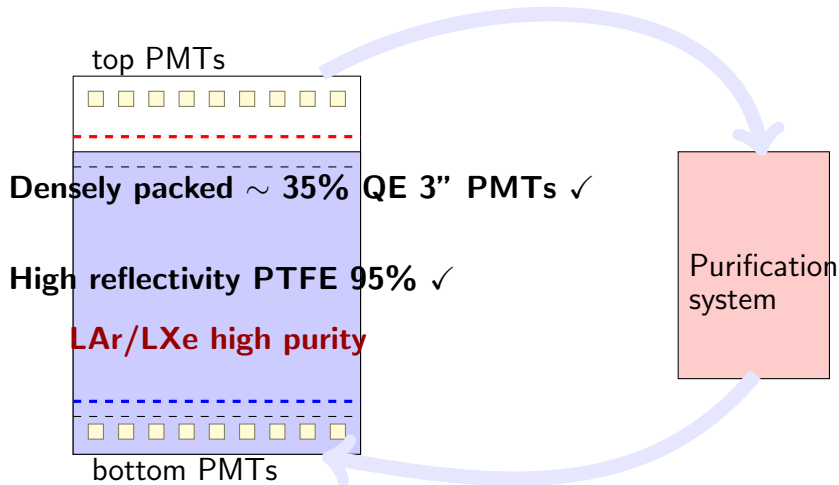 top PMTs
Densely packed ∼ 35% QE 3” PMTs ✓
High reflectivity PTFE 95% ✓
Purification
system
LAr/LXe high purity
bottom PMTs